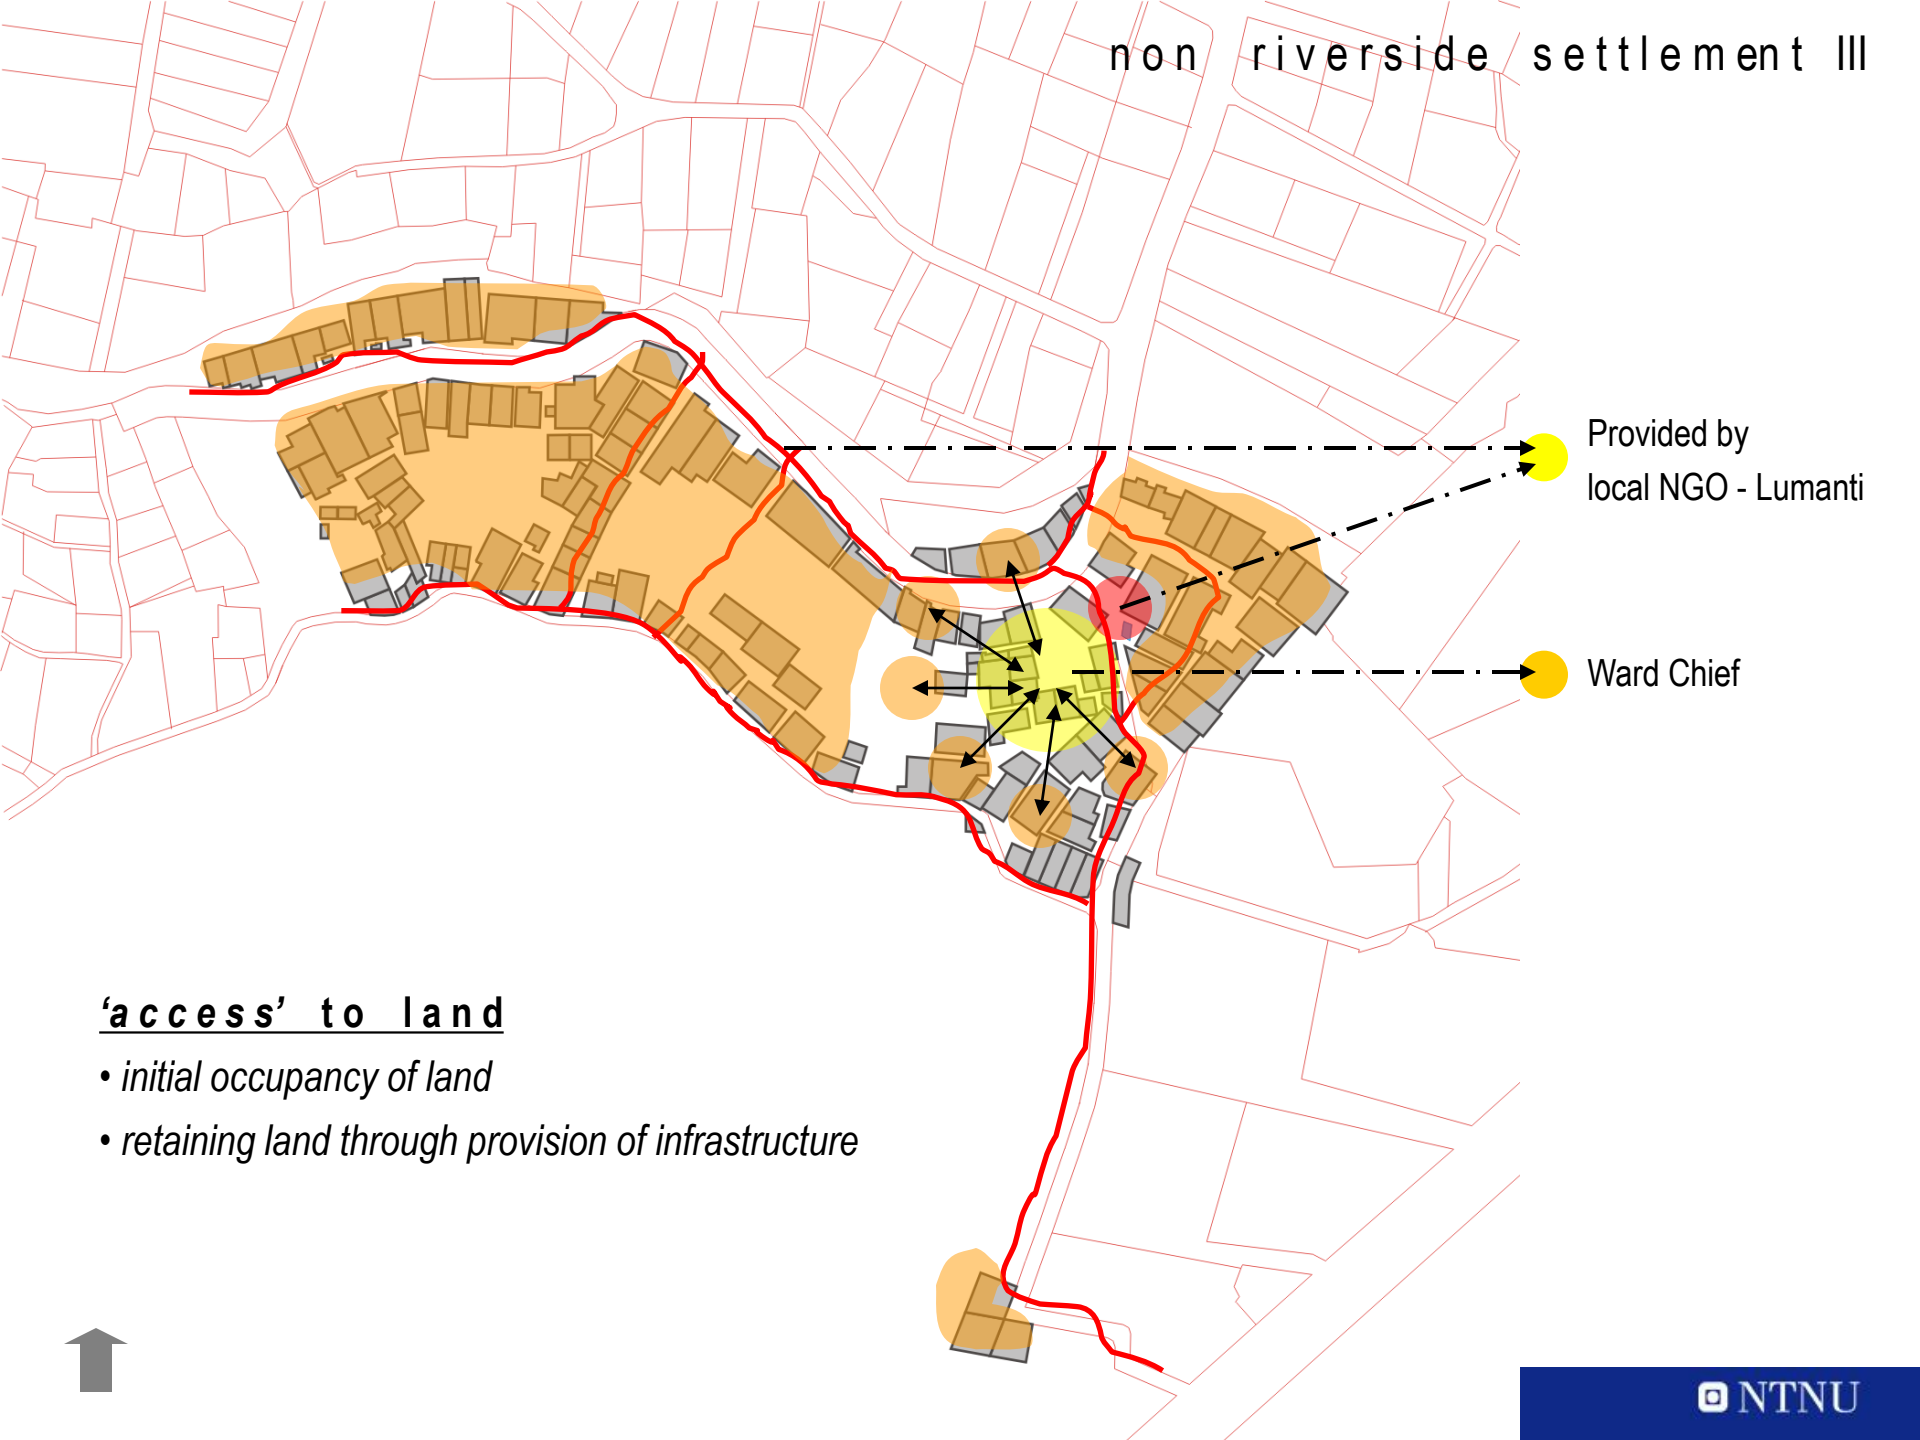 non riverside settlement III
Provided by
local NGO - Lumanti
Ward Chief
‘access’ to land
• initial occupancy of land
• retaining land through provision of infrastructure
NTNU